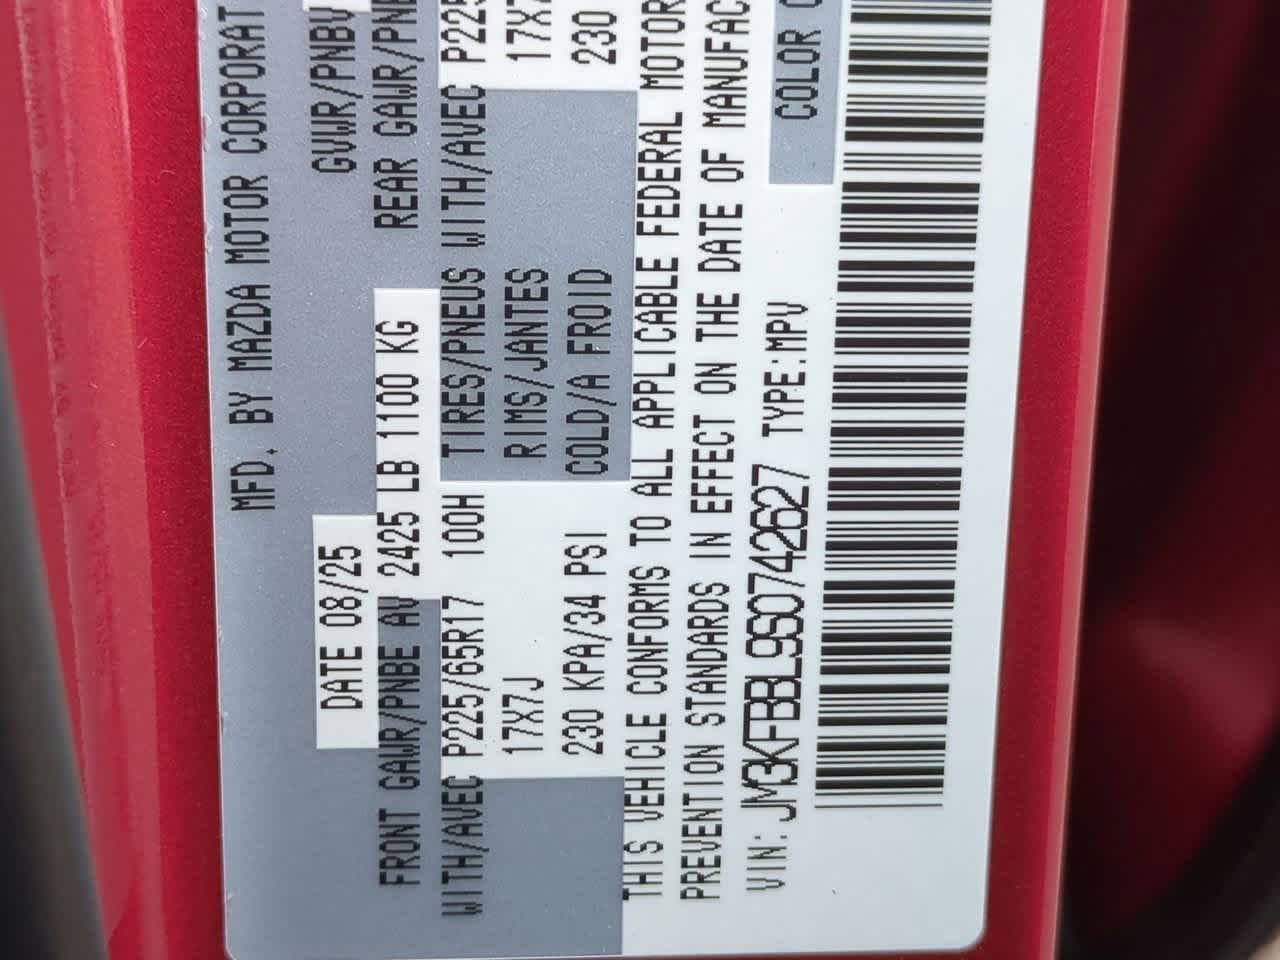 MFD. BY MAZDA MOTOR CORPORAT
DATE 08/25 GVWR/PNBV
FRONT GAWR/PNBE AV 2425 LB 1100 KG REAR GAWR/PNB
WITH/AVEC P225/65R17 100H TIRES/PNEUS WITH/AVEC P225
17X7J RIMS/JANTES 17X7
230 KPA/34 PSI COLD/A FROID 230
THIS VEHICLE CONFORMS TO ALL APPLICABLE FEDERAL MOTOR
PREVENTION STANDARDS IN EFFECT ON THE DATE OF MANUFAC
VIN: JM3KFBBL9S0742627 TYPE:MPV COLOR